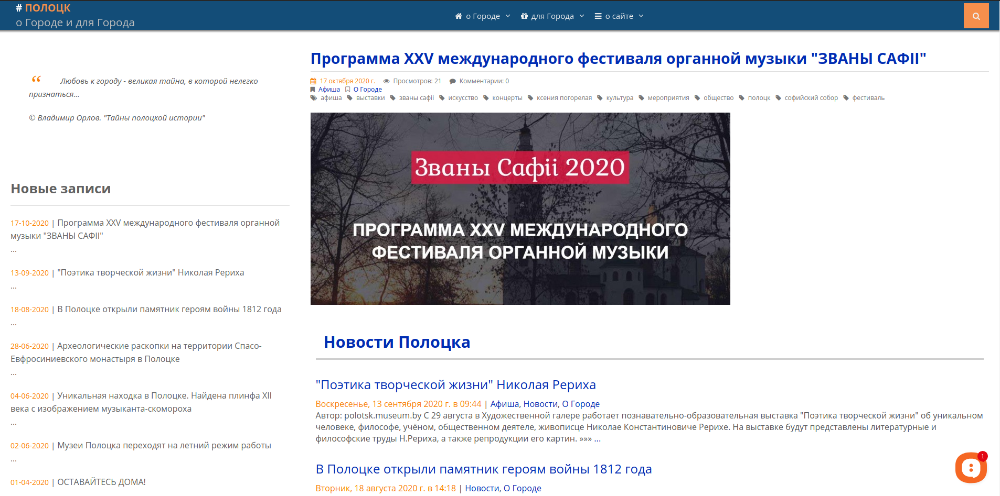 # ПОЛОЦК
о Городе и для Города
о Городе
для Города
о сайте
“ Любовь к городу - великая тайна, в которой нелегко
признаться...
© Владимир Орлов. "Тайны полоцкой истории"
Новые записи
17-10-2020 | Программа XXV международного фестиваля органной
музыки "ЗВАНЫ САФII"
...
13-09-2020 | "Поэтика творческой жизни" Николая Рериха
...
18-08-2020 | В Полоцке открыли памятник героям войны 1812 года
...
28-06-2020 | Археологические раскопки на территории Спасо-
Евфросиниевского монастыря в Полоцке
...
04-06-2020 | Уникальная находка в Полоцке. Найдена плинфа XII
века с изображением музыканта-скомороха
...
02-06-2020 | Музеи Полоцка переходят на летний режим работы
...
01-04-2020 | ОСТАВАЙТЕСЬ ДОМА!
Программа XXV международного фестиваля органной музыки "ЗВАНЫ САФII"
17 октября 2020 г. Просмотров: 21 Комментарии: 0
Афиша О Городе
афиша выставки званы сафіі искусство концерты ксения погорелая культура мероприятия общество полоцк софийский собор фестиваль
Званы Сафіі 2020
ПРОГРАММА XXV МЕЖДУНАРОДНОГО
ФЕСТИВАЛЯ ОРГАННОЙ МУЗЫКИ
Новости Полоцка
"Поэтика творческой жизни" Николая Рериха
Воскресенье, 13 сентября 2020 г. в 09:44 | Афиша, Новости, О Городе
Автор: polotsk.museum.by С 29 августа в Художественной галере работает познавательно-образовательная выставка "Поэтика творческой жизни" об уникальном
человеке, философе, учёном, общественном деятеле, живописце Николае Константиновиче Рерихе. На выставке будут представлены литературные и
философские труды Н.Рериха, а также репродукции его картин. »»» ...
В Полоцке открыли памятник героям войны 1812 года
Вторник, 18 августа 2020 г. в 14:18 | Новости, О Городе
1